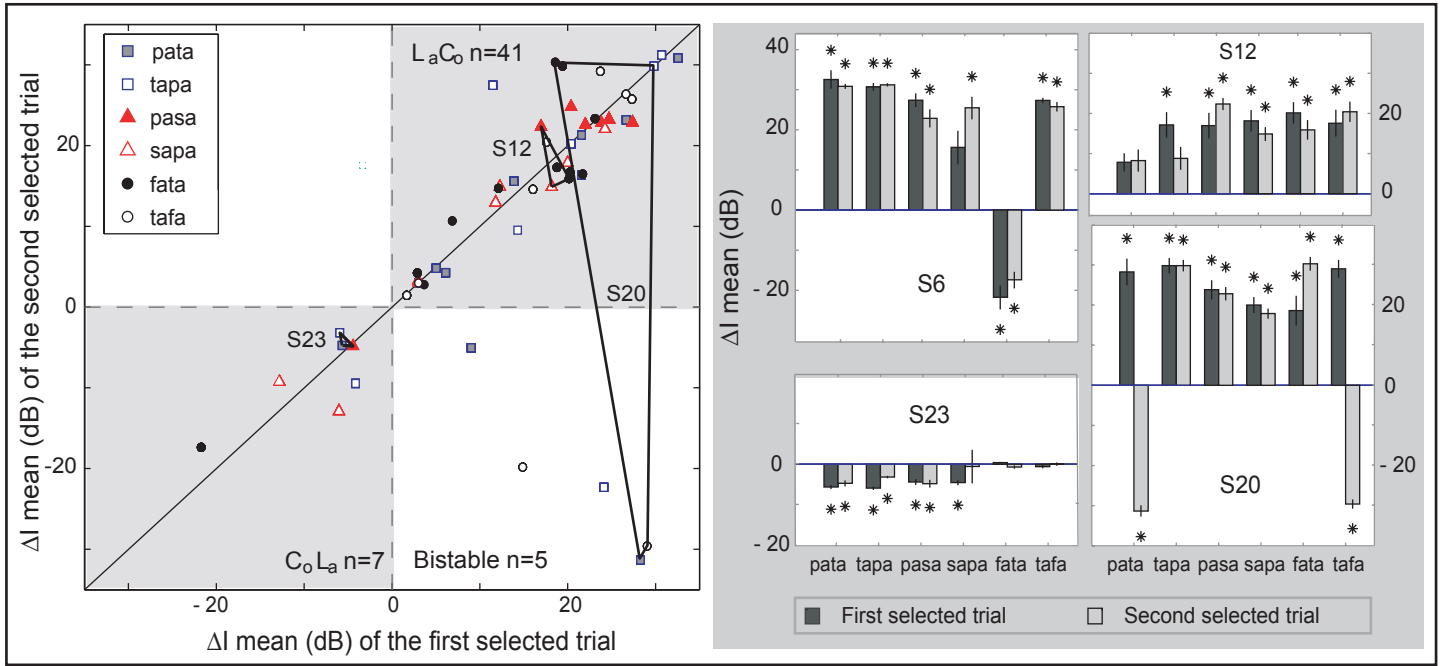 ΔI mean (dB) of the second selected trial
20
0
- 20
pata
tapa
pasa
sapa
fata
tafa
LaCo n=41
S12
S20
S23
CoLa n=7
Bistable n=5
- 20 0 20
ΔI mean (dB) of the first selected trial
ΔI mean (dB)
40
20
0
- 20
S6
* * * * * * * * * * *
S12
20
0
* * * * * * * * *
0
- 20
S23
* * * * * * *
pata tapa pasa sapa fata tafa
20
0
- 20
S20
* * * * * * * * * * * *
pata tapa pasa sapa fata tafa
First selected trial Second selected trial